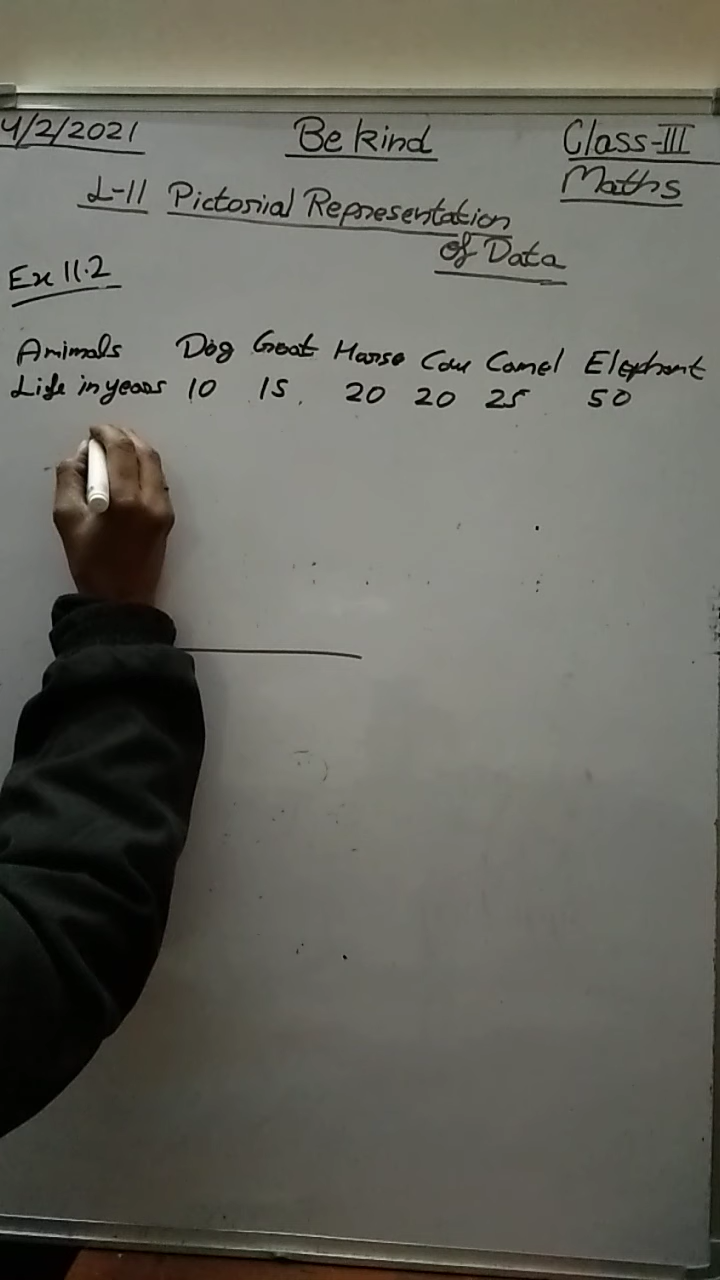 4/2/2021 Be kind Class-III
Maths
L-11 Pictorial Representation
of Data
Ex 11.2
Animals Dog Goat Horse Cow Camel Elephant
Life in years 10 15 20 20 25 50